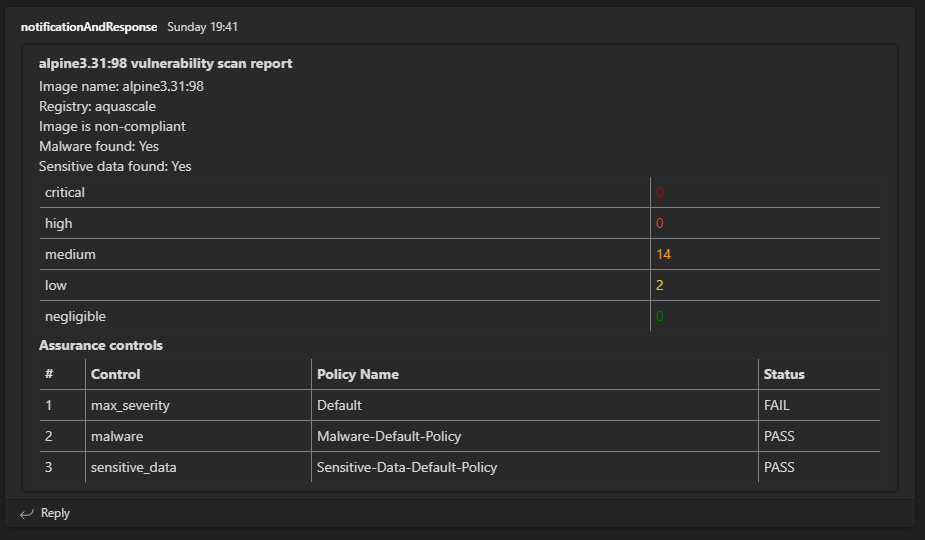 notificationAndResponse Sunday 19:41
alpine3.31:98 vulnerability scan report
Image name: alpine3.31:98
Registry: aquascale
Image is non-compliant
Malware found: Yes
Sensitive data found: Yes
critical 0
high 0
medium 14
low 2
negligible 0
Assurance controls
# Control Policy Name Status
1 max_severity Default FAIL
2 malware Malware-Default-Policy PASS
3 sensitive_data Sensitive-Data-Default-Policy PASS
Reply